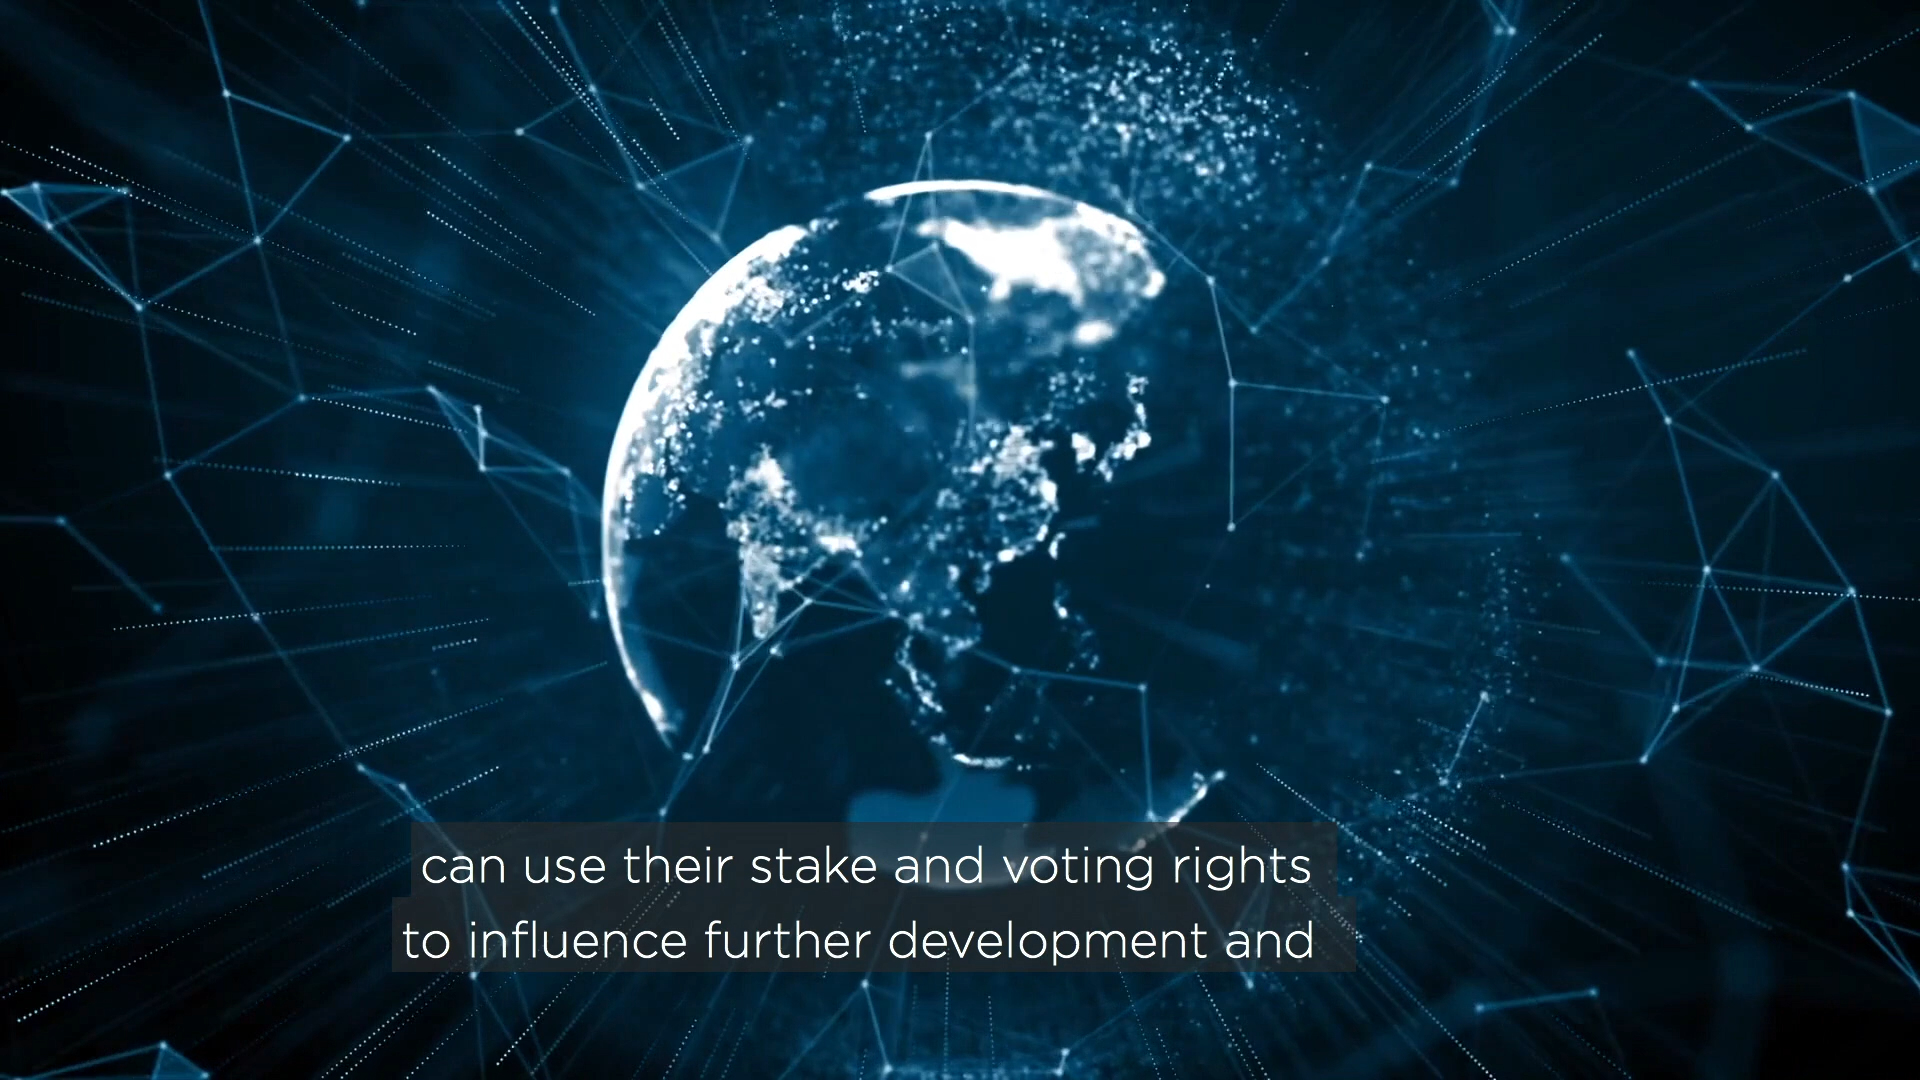 can use their stake and voting rights
to influence further development and